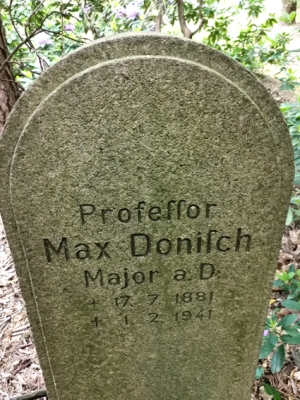 Profeſſor
Max Doniſch
Major a. D.
+ 17. 7. 1881
+ 1. 2. 1941